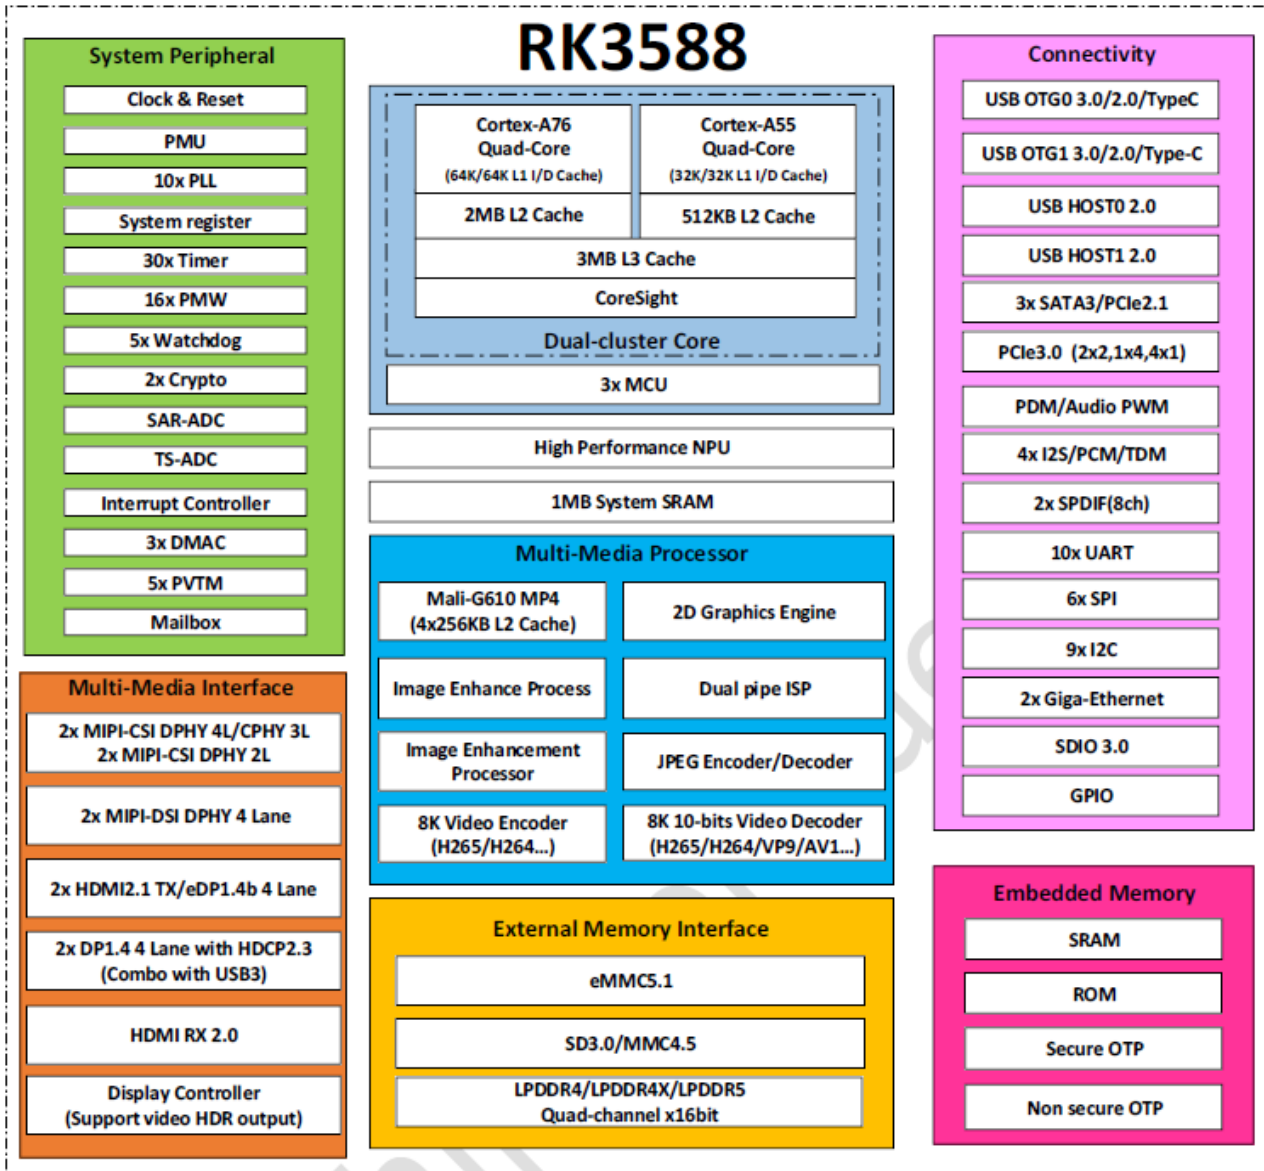 RK3588
System Peripheral
Clock & Reset
PMU
10x PLL
System register
30x Timer
16x PMW
5x Watchdog
2x Crypto
SAR-ADC
TS-ADC
Interrupt Controller
3x DMAC
5x PVTM
Mailbox
Multi-Media Interface
2x MIPI-CSI DPHY 4L/CPHY 3L
2x MIPI-CSI DPHY 2L
2x MIPI-DSI DPHY 4 Lane
2x HDMI2.1 TX/eDP1.4b 4 Lane
2x DP1.4 4 Lane with HDCP2.3
(Combo with USB3)
HDMI RX 2.0
Display Controller
(Support video HDR output)
Cortex-A76
Quad-Core
(64K/64K L1 I/D Cache)
2MB L2 Cache
Cortex-A55
Quad-Core
(32K/32K L1 I/D Cache)
512KB L2 Cache
3MB L3 Cache
CoreSight
Dual-cluster Core
3x MCU
High Performance NPU
1MB System SRAM
Multi-Media Processor
Mali-G610 MP4
(4x256KB L2 Cache)
2D Graphics Engine
Image Enhance Process
Dual pipe ISP
Image Enhancement
Processor
JPEG Encoder/Decoder
8K Video Encoder
(H265/H264...)
8K 10-bits Video Decoder
(H265/H264/VP9/AV1...)
External Memory Interface
eMMC5.1
SD3.0/MMC4.5
LPDDR4/LPDDR4X/LPDDR5
Quad-channel x16bit
Connectivity
USB OTG0 3.0/2.0/TypeC
USB OTG1 3.0/2.0/Type-C
USB HOST0 2.0
USB HOST1 2.0
3x SATA3/PCIe2.1
PCIe3.0 (2x2,1x4,4x1)
PDM/Audio PWM
4x I2S/PCM/TDM
2x SPDIF(8ch)
10x UART
6x SPI
9x I2C
2x Giga-Ethernet
SDIO 3.0
GPIO
Embedded Memory
SRAM
ROM
Secure OTP
Non secure OTP